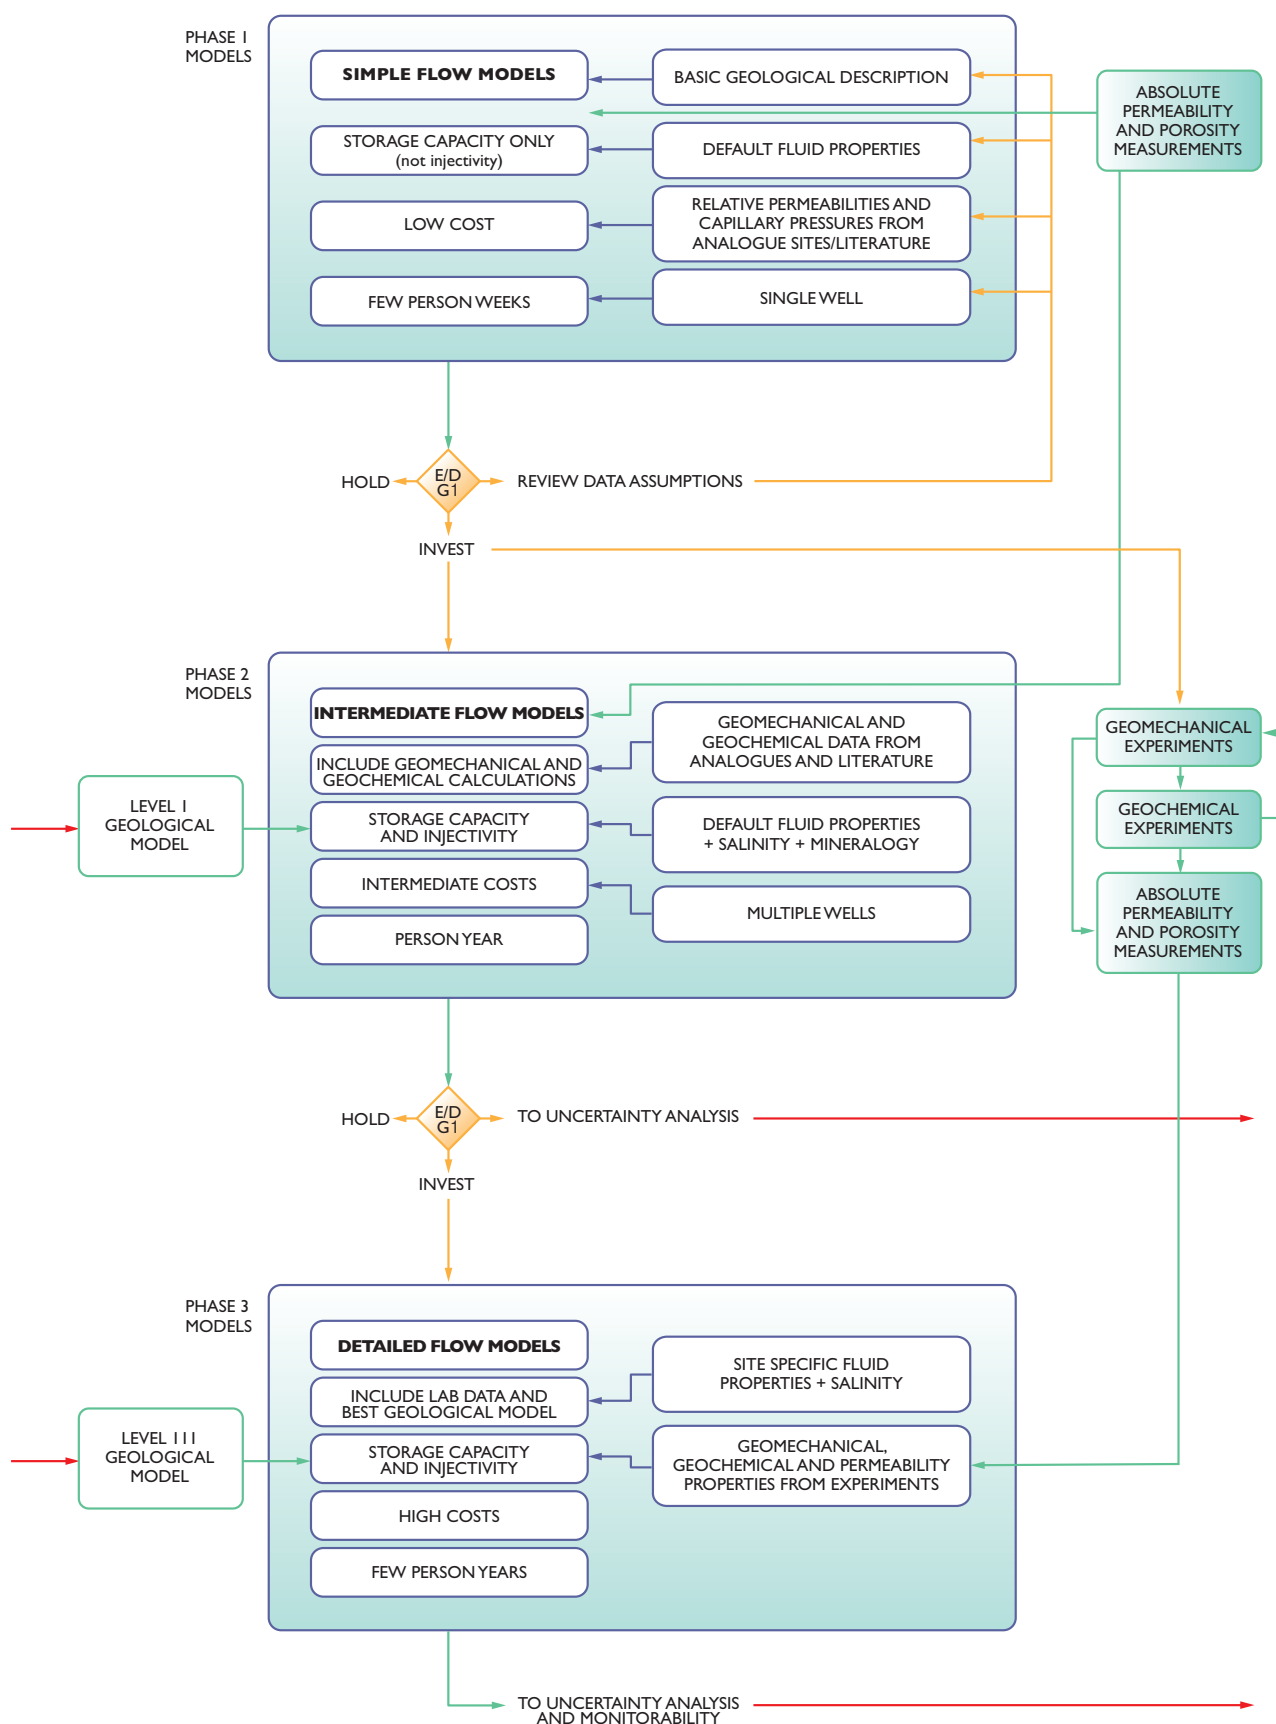 PHASE 1
MODELS
SIMPLE FLOW MODELS
BASIC GEOLOGICAL DESCRIPTION
ABSOLUTE
PERMEABILITY
AND POROSITY
MEASUREMENTS
STORAGE CAPACITY ONLY
(not injectivity)
DEFAULT FLUID PROPERTIES
LOW COST
RELATIVE PERMEABILITIES AND
CAPILLARY PRESSURES FROM
ANALOGUE SITES/LITERATURE
FEW PERSON WEEKS
SINGLE WELL
HOLD
E/D
G1
REVIEW DATA ASSUMPTIONS
INVEST
PHASE 2
MODELS
INTERMEDIATE FLOW MODELS
GEOMECHANICAL AND
GEOCHEMICAL DATA FROM
ANALOGUES AND LITERATURE
INCLUDE GEOMECHANICAL AND
GEOCHEMICAL CALCULATIONS
GEOMECHANICAL
EXPERIMENTS
LEVEL 1
GEOLOGICAL
MODEL
STORAGE CAPACITY
AND INJECTIVITY
DEFAULT FLUID PROPERTIES
+ SALINITY + MINERALOGY
GEOCHEMICAL
EXPERIMENTS
INTERMEDIATE COSTS
MULTIPLE WELLS
PERSON YEAR
ABSOLUTE
PERMEABILITY
AND POROSITY
MEASUREMENTS
HOLD
E/D
G1
TO UNCERTAINTY ANALYSIS
INVEST
PHASE 3
MODELS
DETAILED FLOW MODELS
SITE SPECIFIC FLUID
PROPERTIES + SALINITY
INCLUDE LAB DATA AND
BEST GEOLOGICAL MODEL
LEVEL 111
GEOLOGICAL
MODEL
STORAGE CAPACITY
AND INJECTIVITY
GEOMECHANICAL,
GEOCHEMICAL AND PERMEABILITY
PROPERTIES FROM EXPERIMENTS
HIGH COSTS
FEW PERSON YEARS
TO UNCERTAINTY ANALYSIS
AND MONITORABILITY